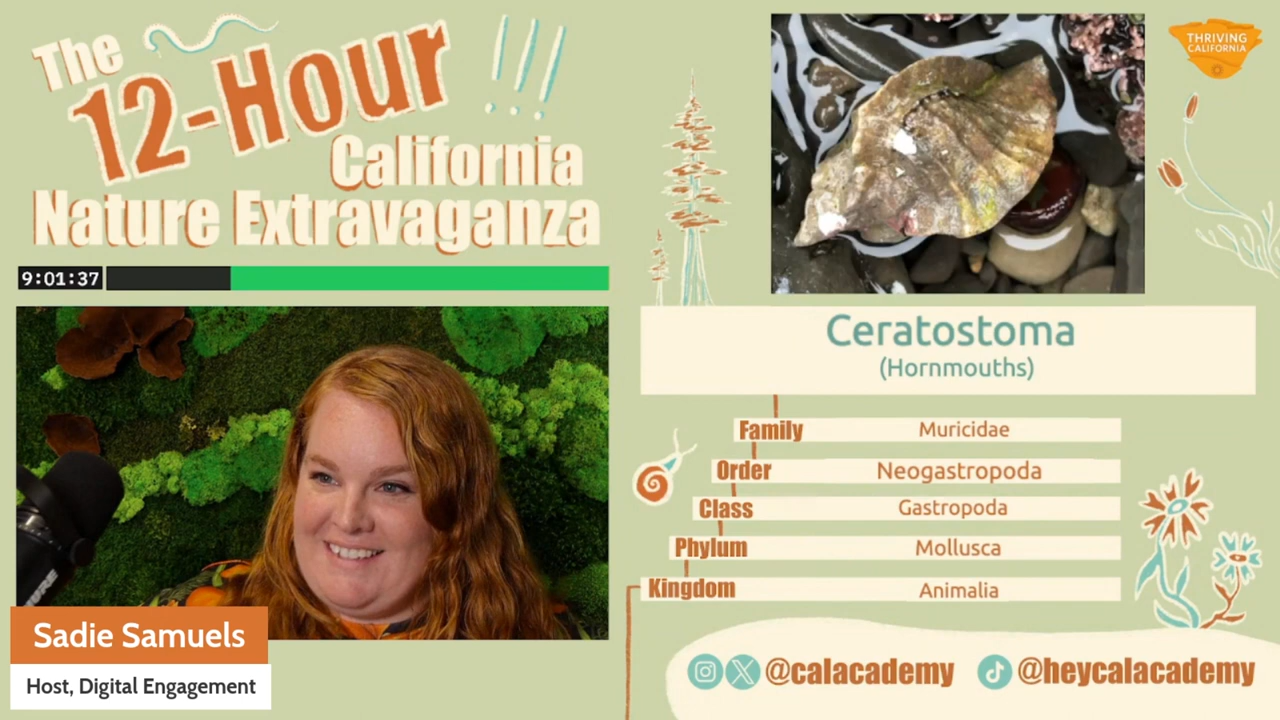 The
12-Hour
!!!
California
Nature Extravaganza
9:01:37
THRIVING
CALIFORNIA
Ceratostoma
(Hornmouths)
Family Muricidae
Order Neogastropoda
Class Gastropoda
Phylum Mollusca
Kingdom Animalia
Sadie Samuels
Host, Digital Engagement
@calacademy @heycalacademy